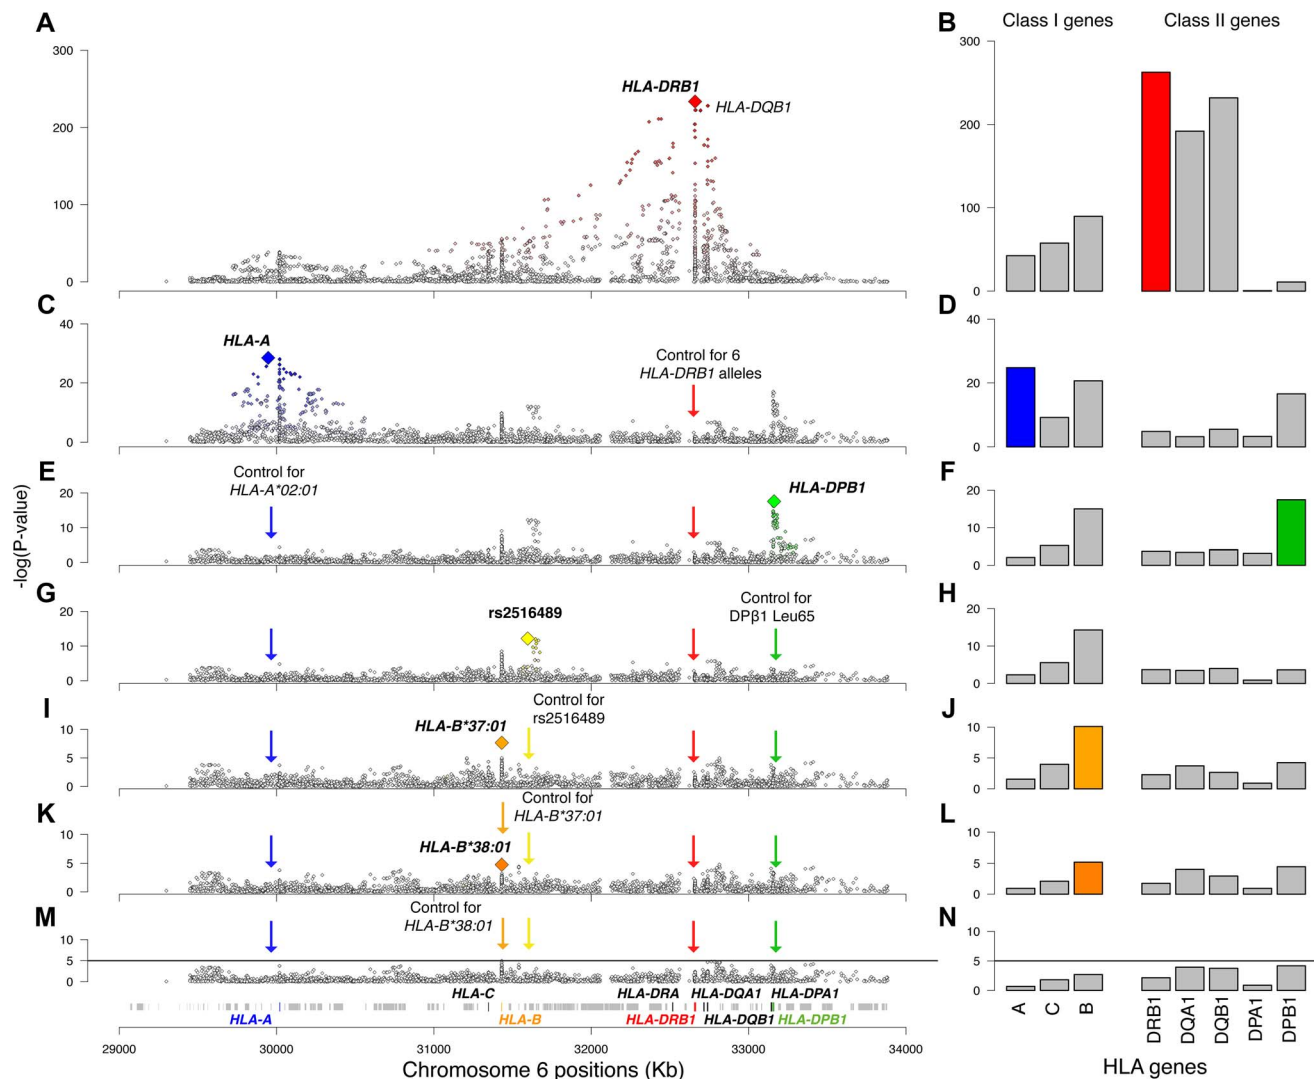 A
B
Class I genes
Class II genes
300
200
100
0
HLA-DRB1
HLA-DQB1
300
200
100
0
C
D
40
20
0
HLA-A
Control for 6
HLA-DRB1 alleles
40
20
0
E
F
Control for
HLA-A*02:01
HLA-DPB1
20
10
0
20
10
0
-log(P-value)
G
H
rs2516489
Control for
DPβ1 Leu65
20
10
0
20
10
0
I
J
Control for
rs2516489
HLA-B*37:01
10
5
0
10
5
0
K
L
Control for
HLA-B*37:01
HLA-B*38:01
10
5
0
10
5
0
M
N
Control for
HLA-B*38:01
10
5
0
10
5
0
HLA-C
HLA-DRA
HLA-DQA1
HLA-DPA1
HLA-A
HLA-B
HLA-DRB1
HLA-DQB1
HLA-DPB1
29000
30000
31000
32000
33000
34000
Chromosome 6 positions (Kb)
A
C
B
DRB1
DQA1
DQB1
DPA1
DPB1
HLA genes